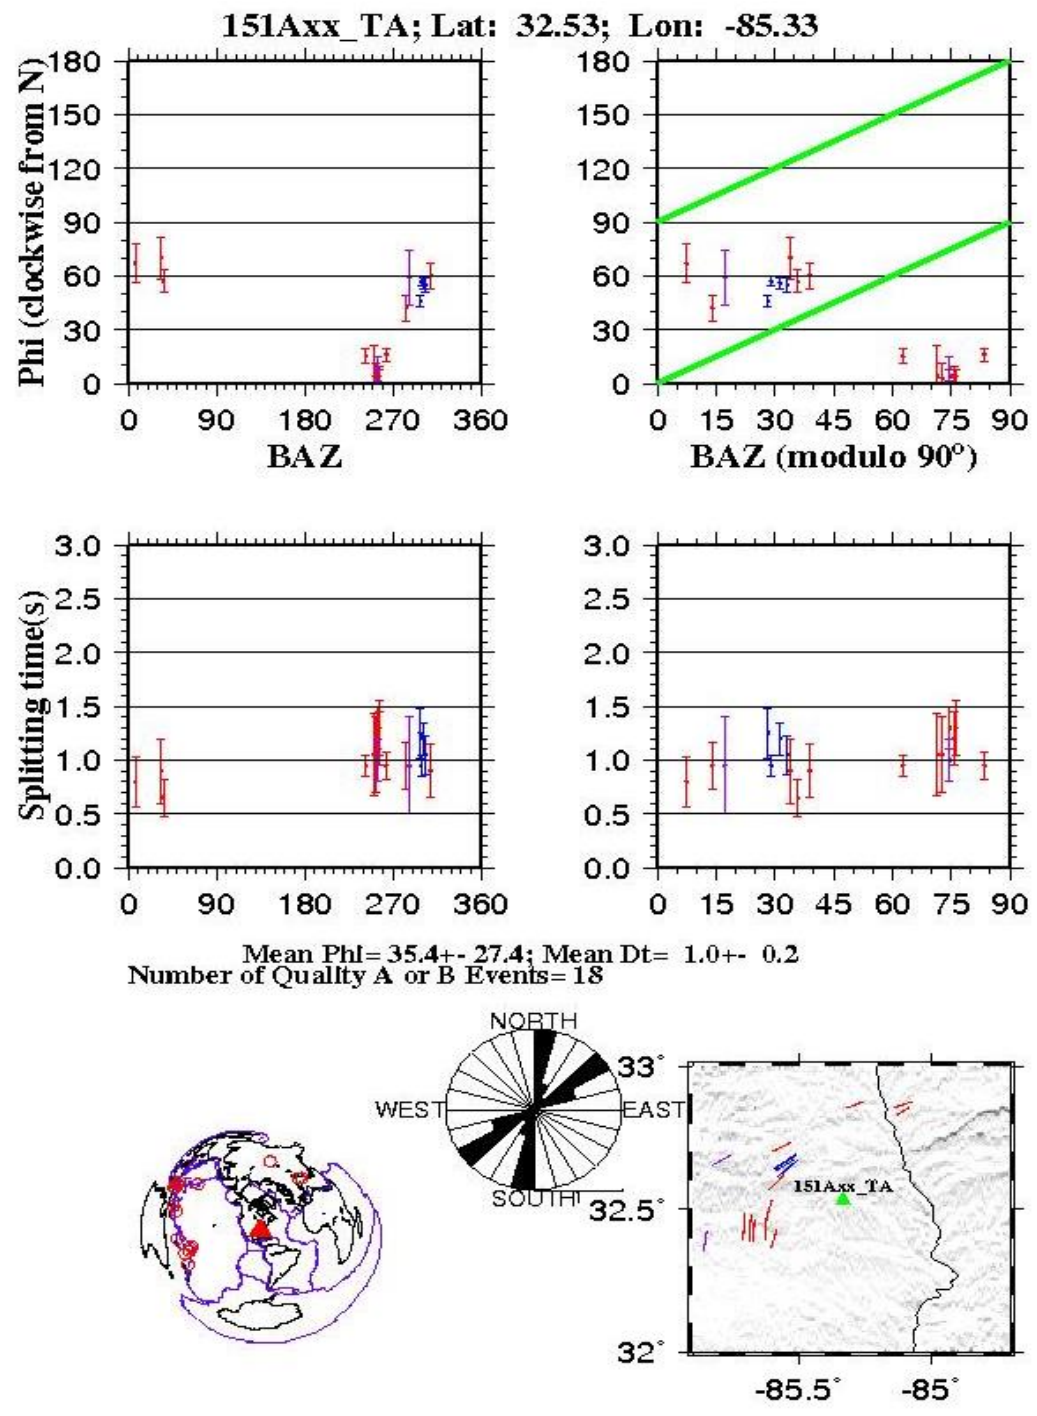 151Axx_TA; Lat: 32.53; Lon: -85.33
Phi (clockwise from N)
180
150
120
90
60
30
0
0 90 180 270 360
BAZ
180
150
120
90
60
30
0
0 15 30 45 60 75 90
BAZ (modulo 90°)
Splitting time(s)
3.0
2.5
2.0
1.5
1.0
0.5
0.0
0 90 180 270 360
3.0
2.5
2.0
1.5
1.0
0.5
0.0
0 15 30 45 60 75 90
Mean Phi= 35.4+- 27.4; Mean Dt= 1.0+- 0.2
Number of Quality A or B Events= 18
NORTH
WEST
EAST
SOUTH
33°
32.5°
32°
151Axx_TA
-85.5° -85°